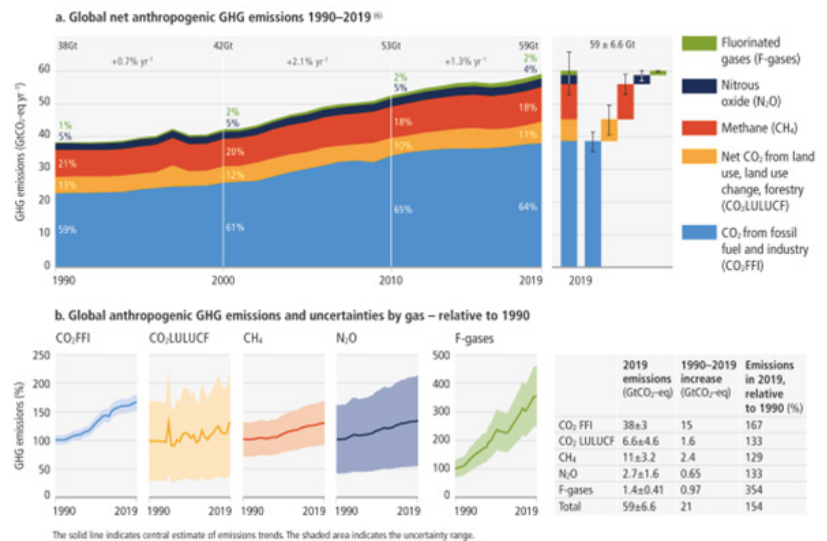 a. Global net anthropogenic GHG emissions 1990–2019 (6)
38Gt 42Gt 53Gt 59Gt
+0.7% yr⁻¹ +2.1% yr⁻¹ +1.3% yr⁻¹
59 ± 6.6 Gt
GHG emissions (GtCO₂-eq yr⁻¹)
60
50
40
30
20
10
0
1% 2% 2% 2%
5% 5% 5% 4%
21% 20% 18% 18%
13% 12% 10% 11%
59% 61% 65% 64%
1990 2000 2010 2019
2019
Fluorinated
gases (F-gases)
Nitrous
oxide (N₂O)
Methane (CH₄)
Net CO₂ from land
use, land use
change, forestry
(CO₂LULUCF)
CO₂ from fossil
fuel and industry
(CO₂FFI)
b. Global anthropogenic GHG emissions and uncertainties by gas – relative to 1990
CO₂FFI CO₂LULUCF CH₄ N₂O F-gases
GHG emissions (%)
250
200
150
100
50
0
500
400
300
200
100
0
1990 2019 1990 2019 1990 2019 1990 2019 1990 2019
2019 emissions (GtCO₂-eq) 1990–2019 increase (GtCO₂-eq) Emissions in 2019, relative to 1990 (%)
CO₂ FFI 38±3 15 167
CO₂ LULUCF 6.6±4.6 1.6 133
CH₄ 11±3.2 2.4 129
N₂O 2.7±1.6 0.65 133
F-gases 1.4±0.41 0.97 354
Total 59±6.6 21 154
The solid line indicates central estimate of emissions trends. The shaded area indicates the uncertainty range.